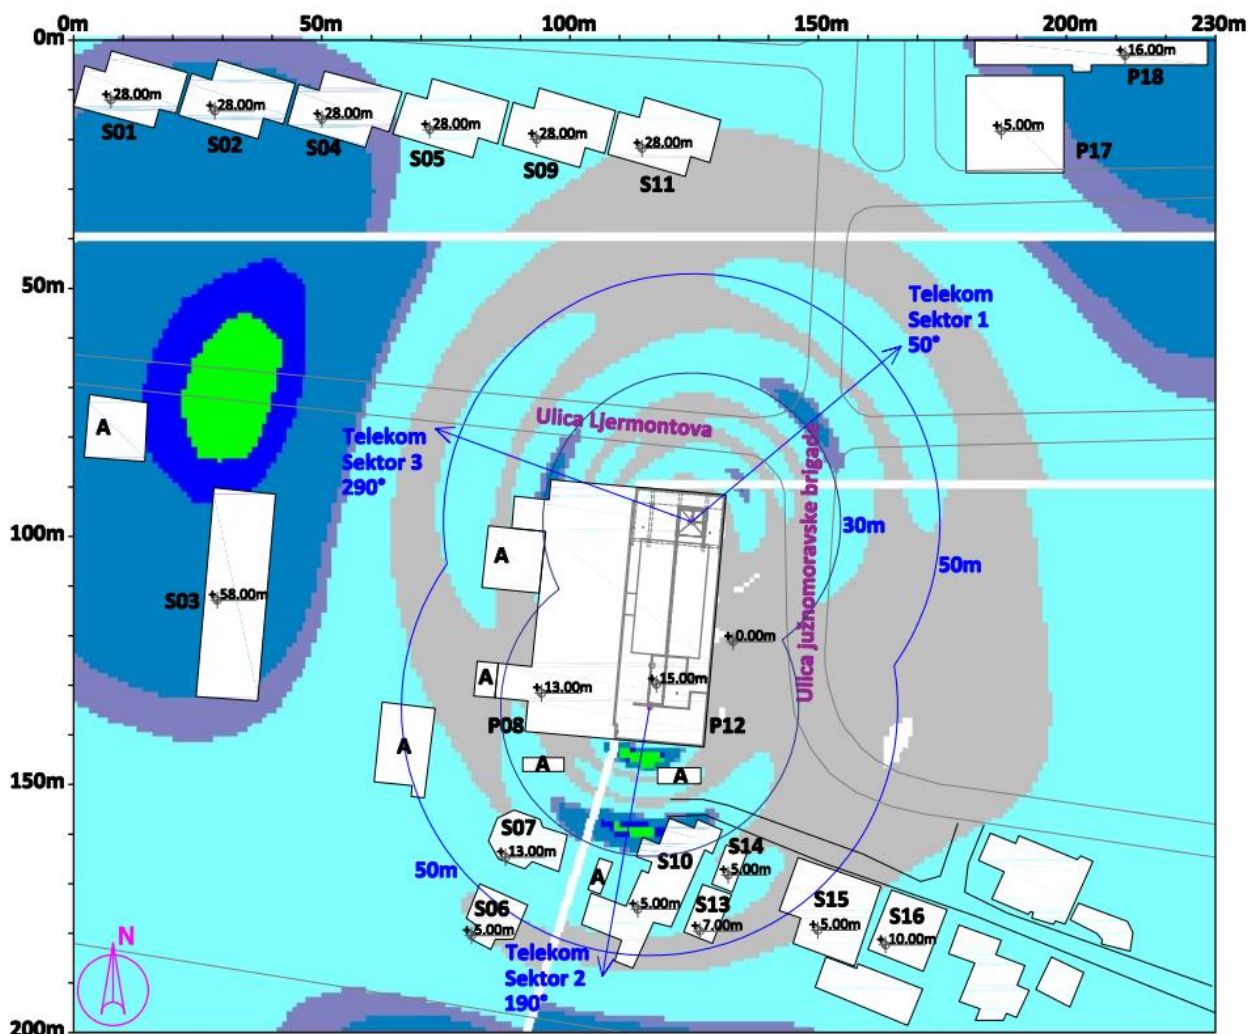 0m 50m 100m 150m 200m 230m
0m
+16.00m
P18
+28.00m
S01
+28.00m
S02
+28.00m
S04
+28.00m
S05
+28.00m
S09
+28.00m
S11
+5.00m
P17
50m
Telekom
Sektor 1
50°
Ulica Ljermontova
A
Telekom
Sektor 3
290°
Ulica južnomoravske brigade
100m
A
30m
50m
S03
+58.00m
+0.00m
A
+13.00m
+15.00m
P08
P12
A
A
A
150m
S07
+13.00m
S14
+5.00m
S10
+5.00m
A
50m
S13
+7.00m
S15
+5.00m
S16
+10.00m
S06
+5.00m
N
Telekom
Sektor 2
190°
200m